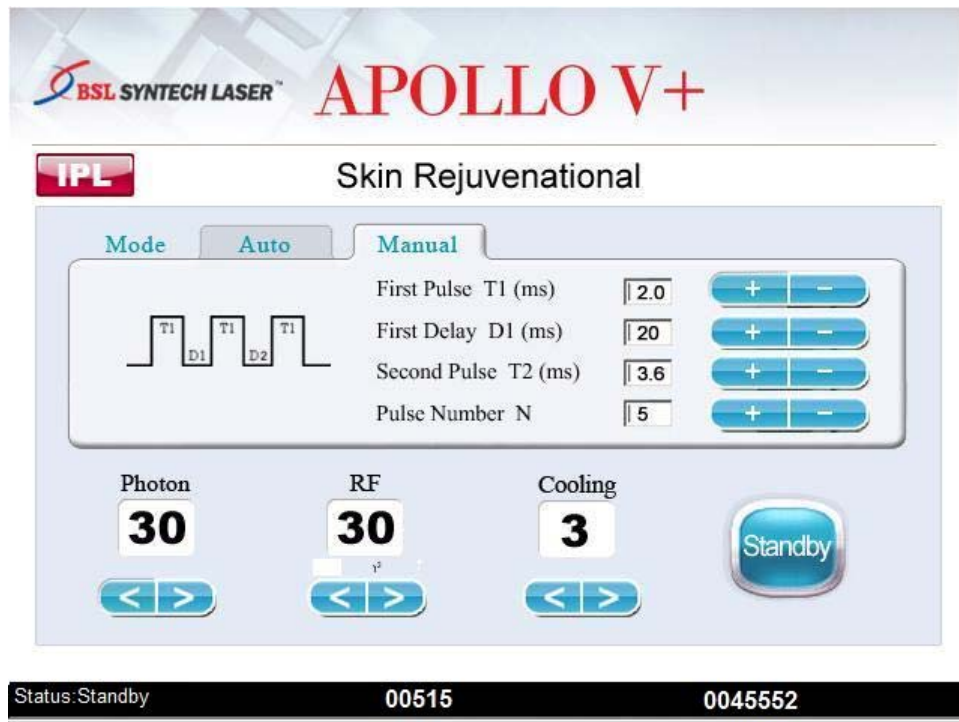 BSL SYNTECH LASER™ APOLLO V+
IPL Skin Rejuvenational
Mode Auto Manual
First Pulse T1 (ms) 2.0 + -
T1 T1 T1
First Delay D1 (ms) 20 + -
D1 D2
Second Pulse T2 (ms) 3.6 + -
Pulse Number N 5 + -
Photon RF Cooling
30 30 3
Standby
< > < > < >
Status:Standby 00515 0045552